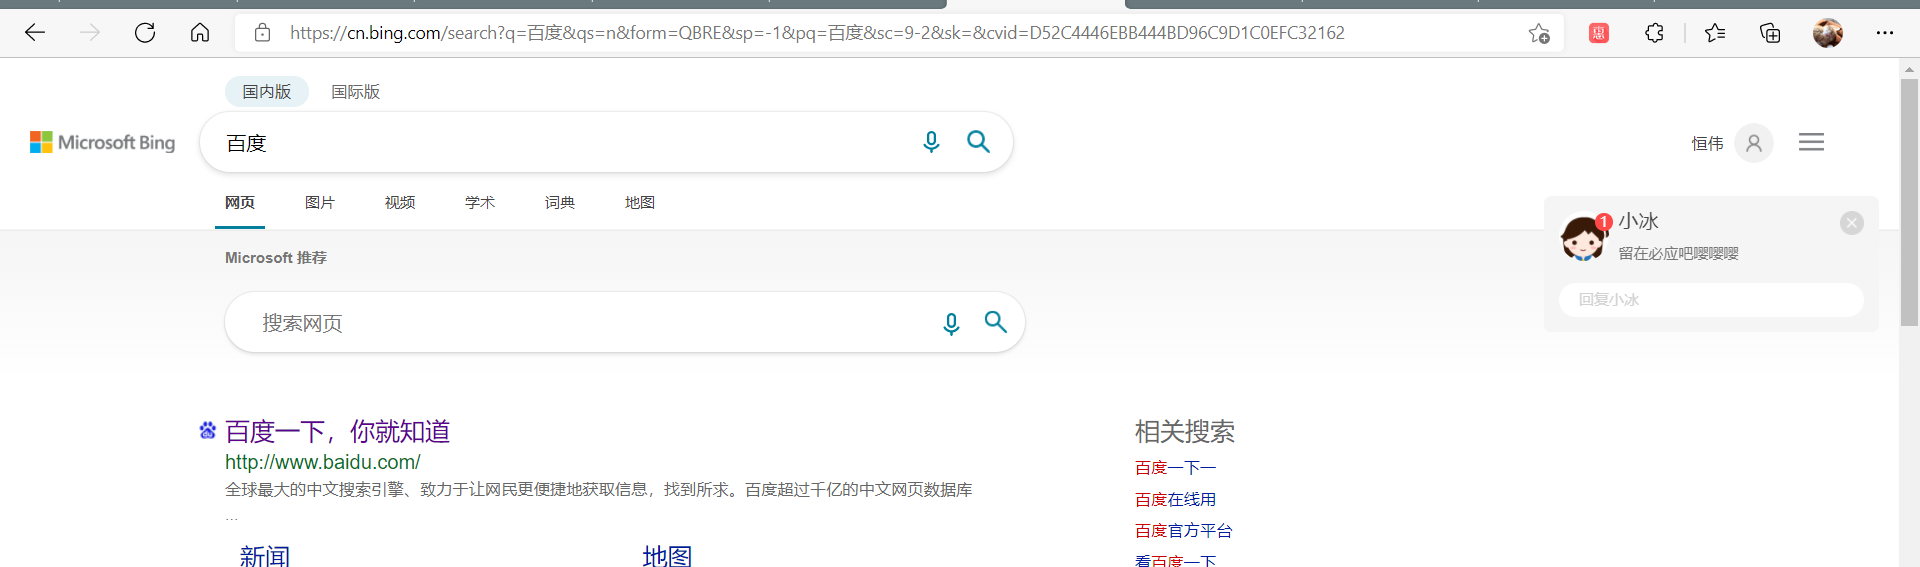 https://cn.bing.com/search?q=百度&qs=n&form=QBRE&sp=-1&pq=百度&sc=9-2&sk=&cvid=D52C4446EBB444BD96C9D1C0EFC32162
惠
国内版 国际版
Microsoft Bing
百度
恒伟
网页 图片 视频 学术 词典 地图
1 小冰
留在必应吧嘤嘤嘤
回复小冰
Microsoft 推荐
搜索网页
百度一下，你就知道
http://www.baidu.com/
全球最大的中文搜索引擎、致力于让网民更便捷地获取信息，找到所求。百度超过千亿的中文网页数据库
...
新闻 地图
相关搜索
百度一下一
百度在线用
百度官方平台
看百度一下